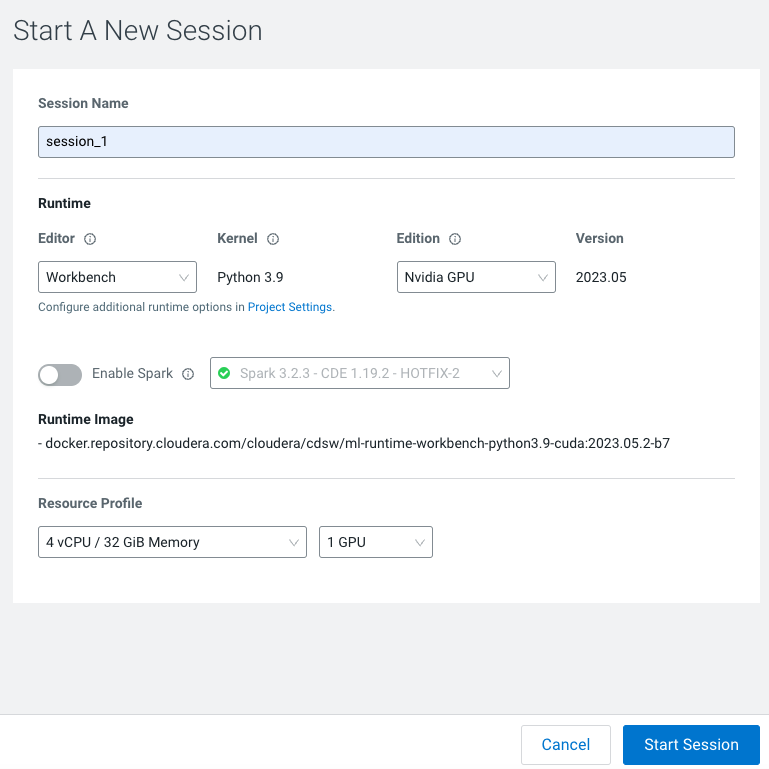 Start A New Session
Session Name
session_1
Runtime
Editor Kernel Edition Version
Workbench Python 3.9 Nvidia GPU 2023.05
Configure additional runtime options in Project Settings.
Enable Spark Spark 3.2.3 - CDE 1.19.2 - HOTFIX-2
Runtime Image
- docker.repository.cloudera.com/cloudera/cdsw/ml-runtime-workbench-python3.9-cuda:2023.05.2-b7
Resource Profile
4 vCPU / 32 GiB Memory 1 GPU
Cancel Start Session